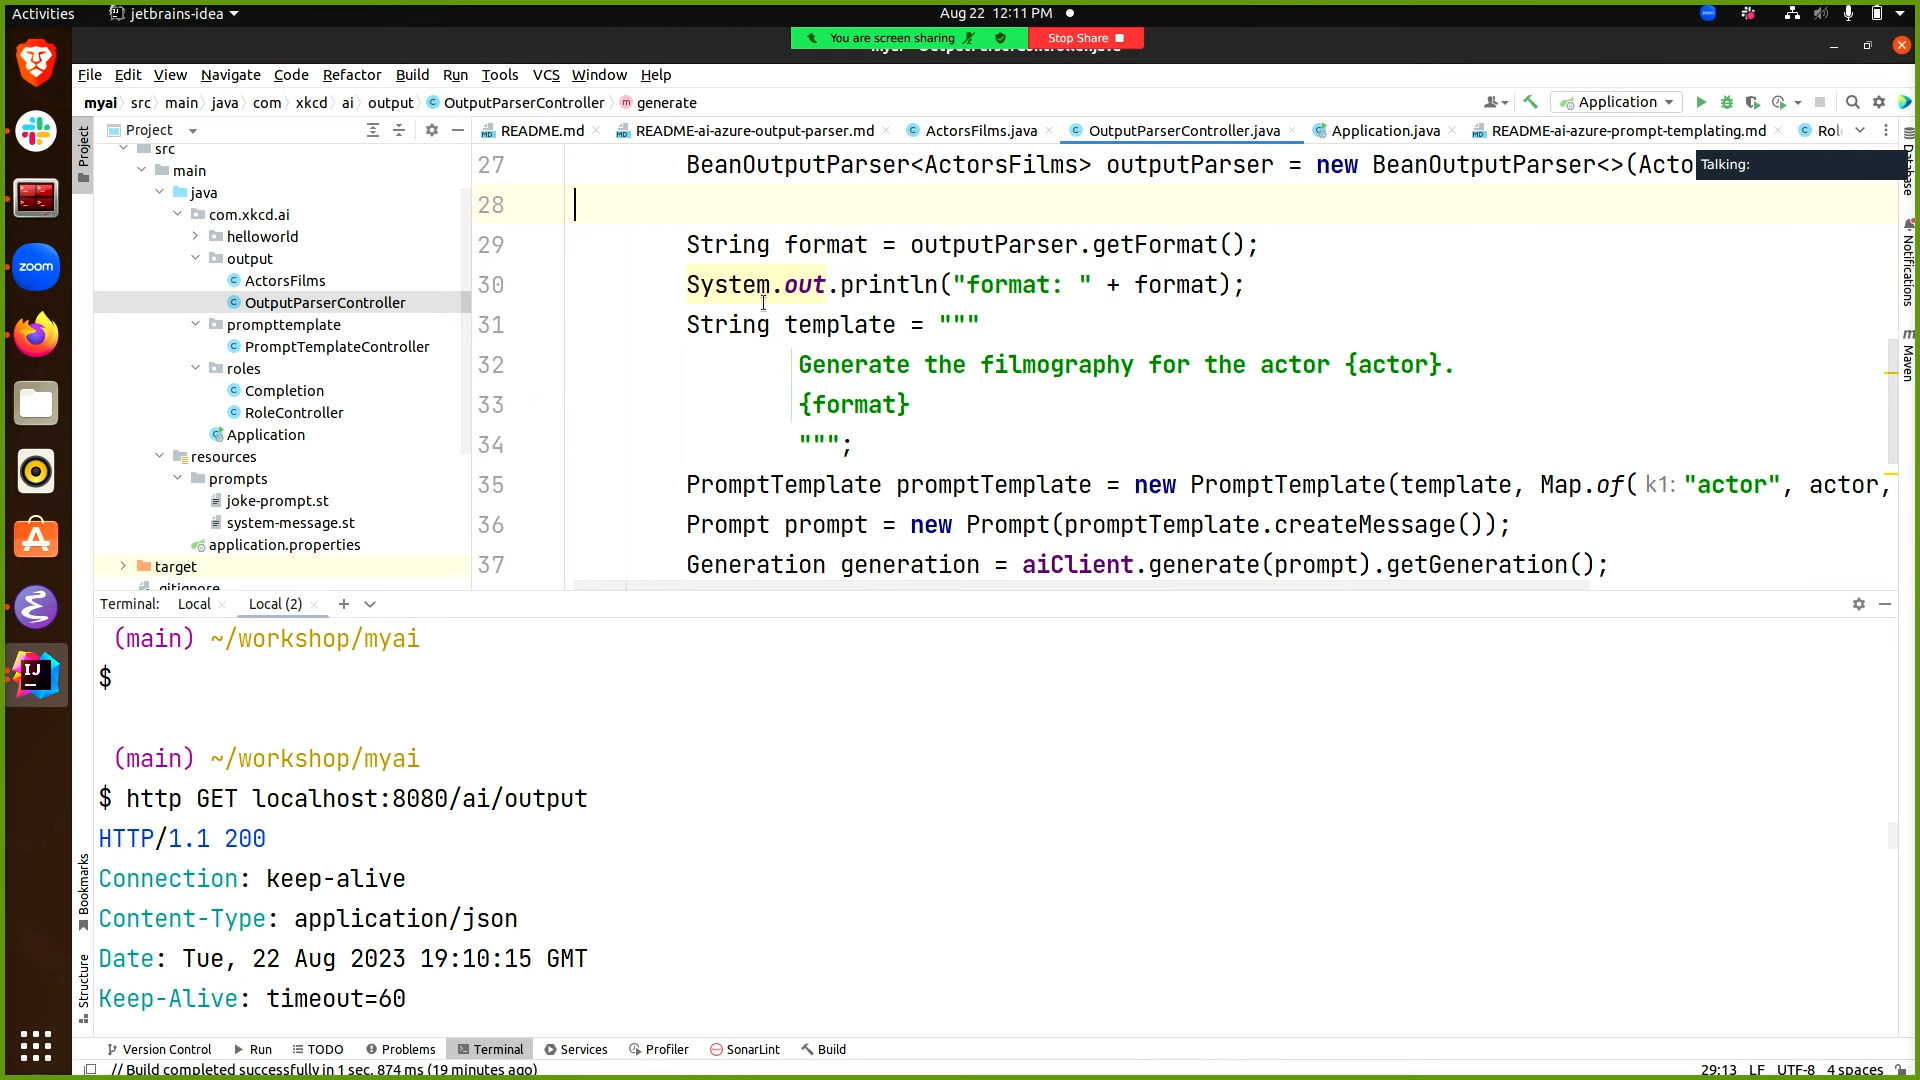 Activities jetbrains-idea Aug 22 12:11 PM
You are screen sharing Stop Share
File Edit View Navigate Code Refactor Build Run Tools VCS Window Help
myai src main java com xkcd ai output OutputParserController generate Application
Project README.md README-ai-azure-output-parser.md ActorsFilms.java OutputParserController.java Application.java README-ai-azure-prompt-templating.md Rol
Talking:
Project
Database
Notifications
Maven
src
main
java
com.xkcd.ai
helloworld
output
ActorsFilms
OutputParserController
prompttemplate
PromptTemplateController
roles
Completion
RoleController
Application
resources
prompts
joke-prompt.st
system-message.st
application.properties
target
.gitignore
27 BeanOutputParser<ActorsFilms> outputParser = new BeanOutputParser<>(Acto
28
29 String format = outputParser.getFormat();
30 System.out.println("format: " + format);
31 String template = """
32 Generate the filmography for the actor {actor}.
33 {format}
34 """;
35 PromptTemplate promptTemplate = new PromptTemplate(template, Map.of( k1: "actor", actor,
36 Prompt prompt = new Prompt(promptTemplate.createMessage());
37 Generation generation = aiClient.generate(prompt).getGeneration();
Terminal: Local Local (2)
(main) ~/workshop/myai
$
(main) ~/workshop/myai
$ http GET localhost:8080/ai/output
HTTP/1.1 200
Connection: keep-alive
Content-Type: application/json
Date: Tue, 22 Aug 2023 19:10:15 GMT
Keep-Alive: timeout=60
Bookmarks
Structure
zoom
IJ
Version Control Run TODO Problems Terminal Services Profiler SonarLint Build
// Build completed successfully in 1 sec, 874 ms (19 minutes ago) 29:13 LF UTF-8 4 spaces